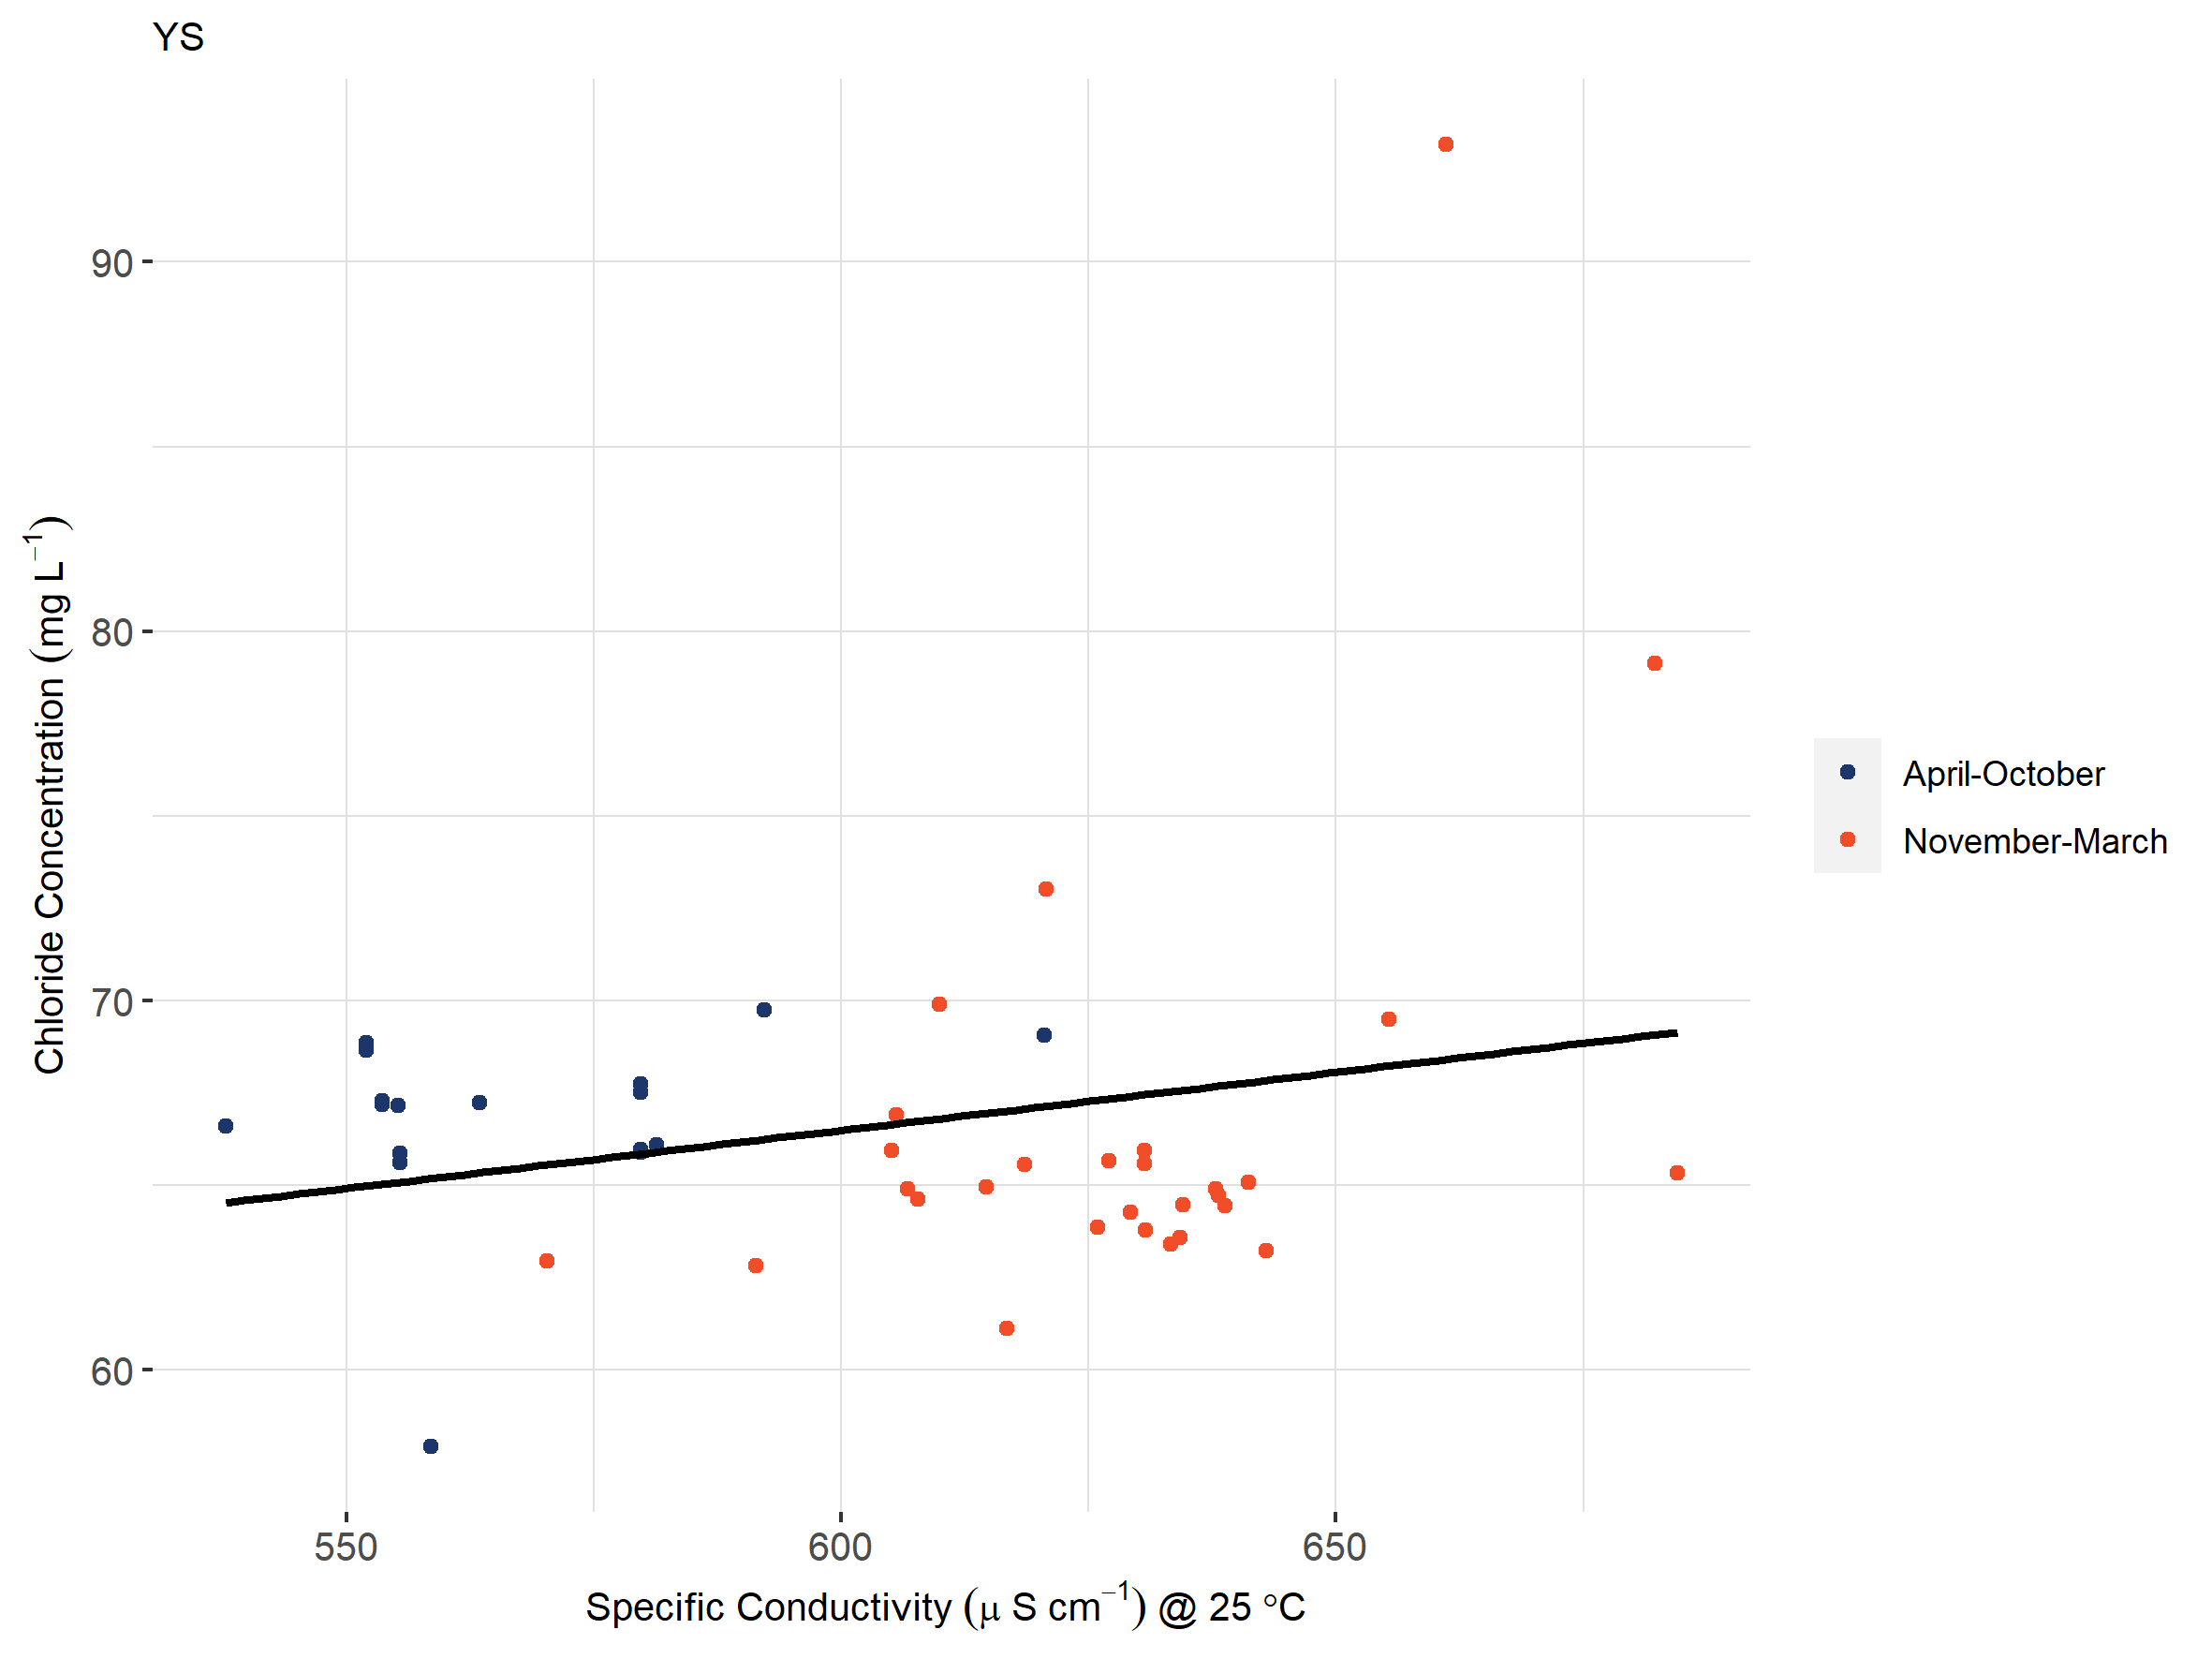 YS
90
80
70
60
Chloride Concentration (mg L⁻¹)
550 600 650
Specific Conductivity (μ S cm⁻¹) @ 25 °C
April-October
November-March